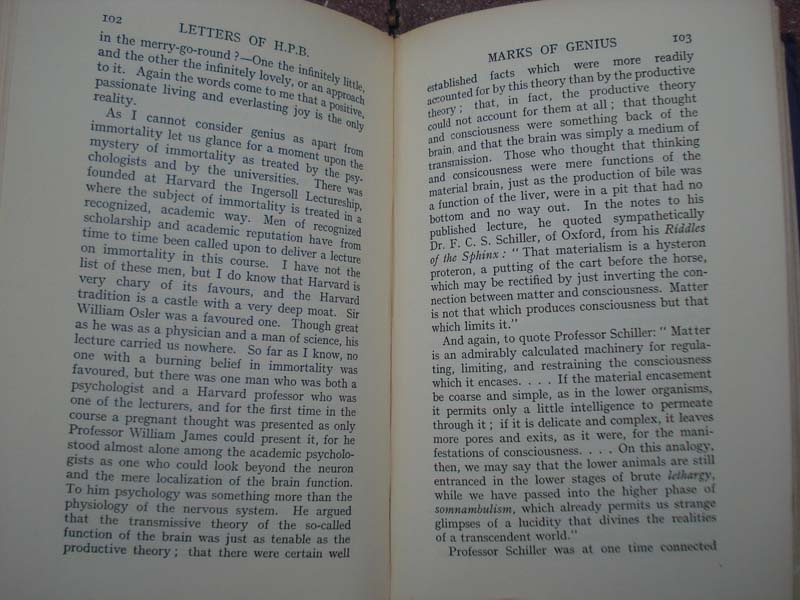 102
LETTERS OF H.P.B.
in the merry-go-round ?—One the infinitely little,
and the other the infinitely lovely, or an approach
to it. Again the words come to me that a positive,
passionate living and everlasting joy is the only
reality.
As I cannot consider genius as apart from
immortality let us glance for a moment upon the
mystery of immortality as treated by the psy-
chologists and by the universities. There was
founded at Harvard the Ingersoll Lectureship,
where the subject of immortality is treated in a
recognized, academic way. Men of recognized
scholarship and academic reputation have from
time to time been called upon to deliver a lecture
on immortality in this course. I have not the
list of these men, but I do know that Harvard is
very chary of its favours, and the Harvard
tradition is a castle with a very deep moat. Sir
William Osler was a favoured one. Though great
as he was as a physician and a man of science, his
lecture carried us nowhere. So far as I know, no
one with a burning belief in immortality was
favoured, but there was one man who was both a
psychologist and a Harvard professor who was
one of the lecturers, and for the first time in the
course a pregnant thought was presented as only
Professor William James could present it, for he
stood almost alone among the academic psycholo-
gists as one who could look beyond the neuron
and the mere localization of the brain function.
To him psychology was something more than the
physiology of the nervous system. He argued
that the transmissive theory of the so-called
function of the brain was just as tenable as the
productive theory ; that there were certain well
MARKS OF GENIUS
103
established facts which were more readily
accounted for by this theory than by the productive
theory ; that, in fact, the productive theory
could not account for them at all ; that thought
and consciousness were something back of the
brain, and that the brain was simply a medium of
transmission. Those who thought that thinking
and consicousness were mere functions of the
material brain, just as the production of bile was
a function of the liver, were in a pit that had no
bottom and no way out. In the notes to his
published lecture, he quoted sympathetically
Dr. F. C. S. Schiller, of Oxford, from his Riddles
of the Sphinx : " That materialism is a hysteron
proteron, a putting of the cart before the horse,
which may be rectified by just inverting the con-
nection between matter and consciousness. Matter
is not that which produces consciousness but that
which limits it."
And again, to quote Professor Schiller: " Matter
is an admirably calculated machinery for regula-
ting, limiting, and restraining the consciousness
which it encases. . . . If the material encasement
be coarse and simple, as in the lower organisms,
it permits only a little intelligence to permeate
through it ; if it is delicate and complex, it leaves
more pores and exits, as it were, for the mani-
festations of consciousness. . . . On this analogy,
then, we may say that the lower animals are still
entranced in the lower stages of brute lethargy,
while we have passed into the higher phase of
somnambulism, which already permits us strange
glimpses of a lucidity that divines the realities
of a transcendent world."
Professor Schiller was at one time connected